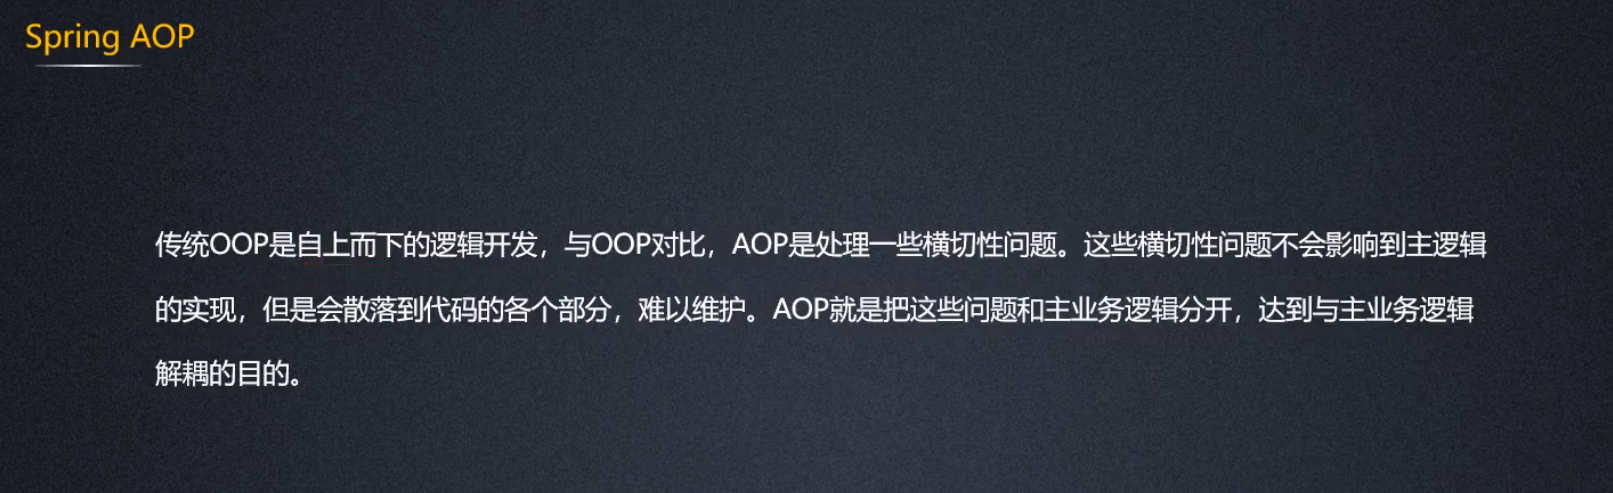 Spring AOP
传统OOP是自上而下的逻辑开发，与OOP对比，AOP是处理一些横切性问题。这些横切性问题不会影响到主逻辑
的实现，但是会散落到代码的各个部分，难以维护。AOP就是把这些问题和主业务逻辑分开，达到与主业务逻辑
解耦的目的。